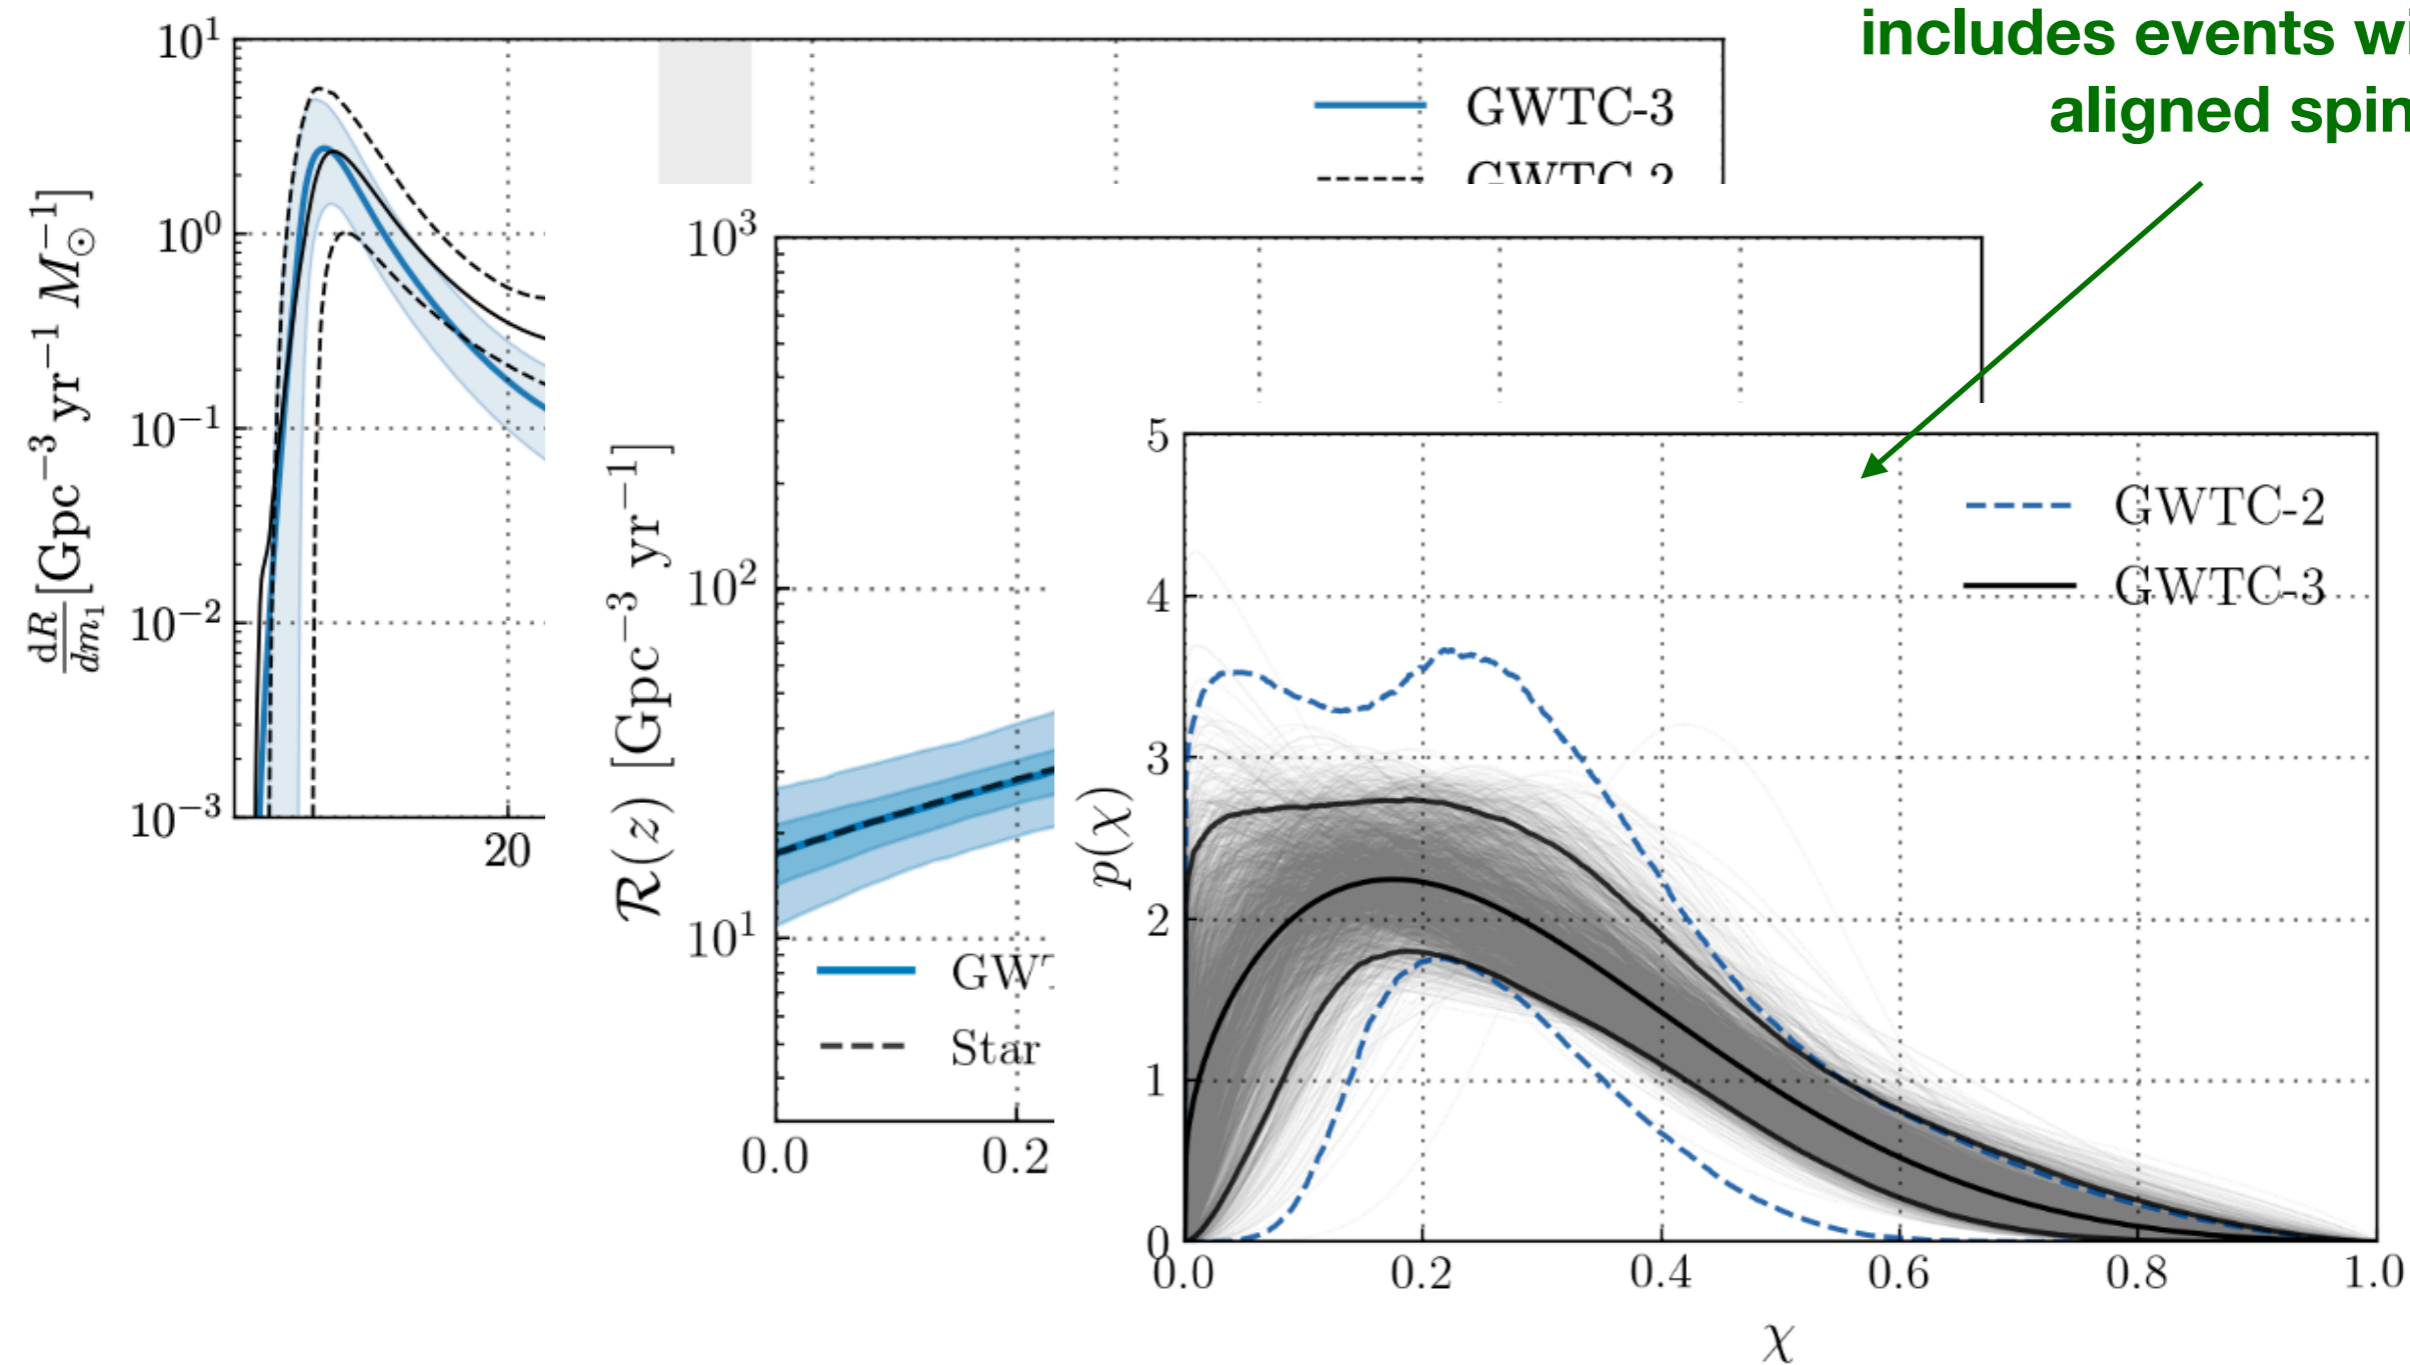 includes events
aligned
10^1
10^0
10^-1
10^-2
10^-3
dR/dm_1 [Gpc^-3 yr^-1 M_⊙^-1]
20
GWTC-3
10^3
10^2
10^1
R(z) [Gpc^-3 yr^-1]
Star
0.0 0.2
5
4
3
2
1
0
p(χ)
GWTC-2
GWTC-3
0.0 0.2 0.4 0.6 0.8 1.0
χ